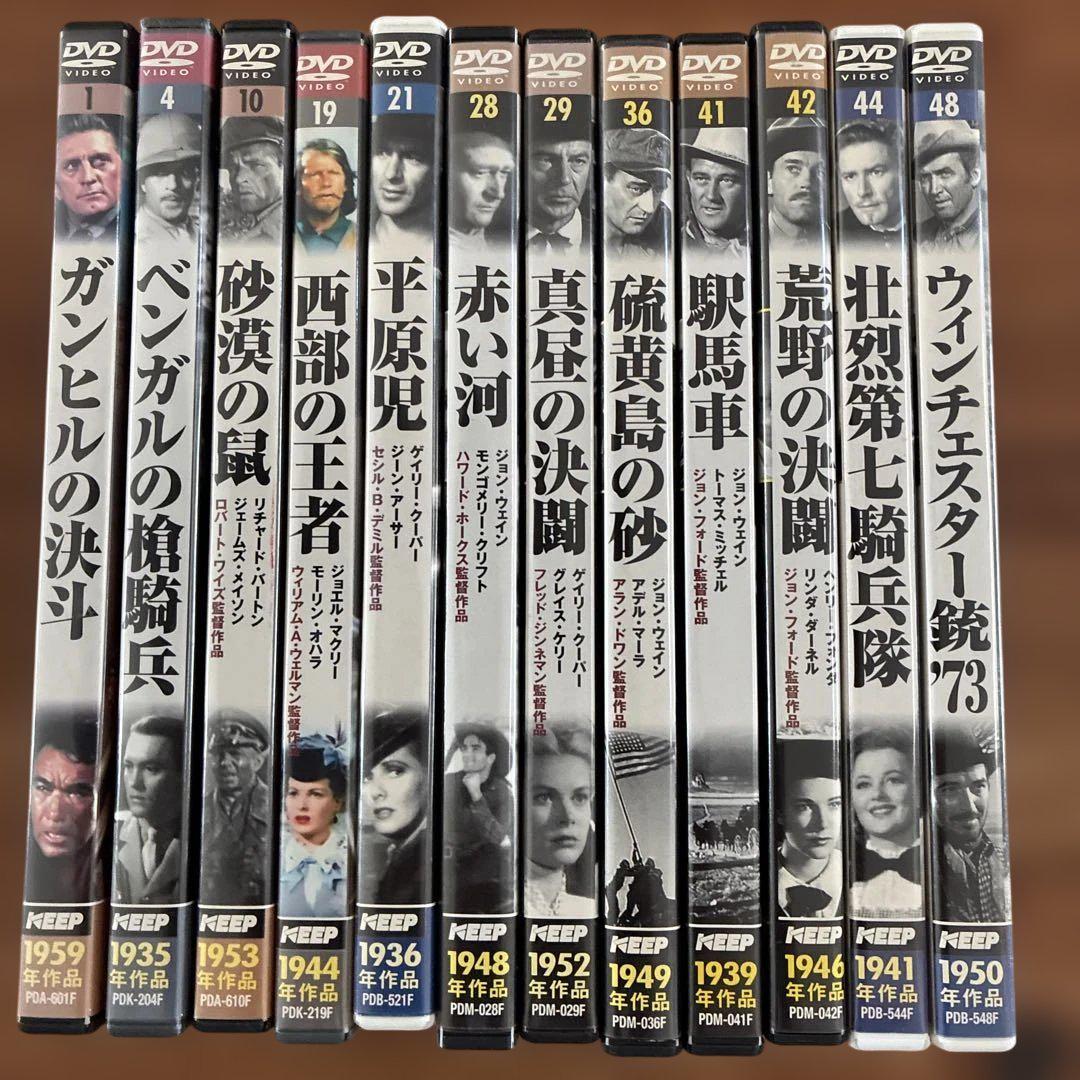 DVD
VIDEO
1
ガンヒルの決斗
KEEP
1959
年作品
PDA-601F
DVD
VIDEO
4
ベンガルの槍騎兵
KEEP
1935
年作品
PDK-204F
DVD
VIDEO
10
砂漠の鼠
リチャード・バートン
ジェームズ・メイソン
ロバート・ワイズ監督作品
KEEP
1953
年作品
PDA-610F
DVD
VIDEO
19
西部の王者
ジョエル・マクリー
モーリン・オハラ
ウィリアム・A・ウェルマン監督作品
KEEP
1944
年作品
PDK-219F
DVD
VIDEO
21
平原児
ゲイリー・クーパー
ジーン・アーサー
セシル・B・デミル監督作品
KEEP
1936
年作品
PDB-521F
DVD
VIDEO
28
赤い河
ジョン・ウェイン
モンゴメリー・クリフト
ハワード・ホークス監督作品
KEEP
1948
年作品
PDM-028F
DVD
VIDEO
29
真昼の決闘
ゲイリー・クーパー
グレイス・ケリー
フレッド・ジンネマン監督作品
KEEP
1952
年作品
PDM-029F
DVD
VIDEO
36
硫黄島の砂
ジョン・ウェイン
アデル・マーラ
アラン・ドワン監督作品
KEEP
1949
年作品
PDM-036F
DVD
VIDEO
41
駅馬車
ジョン・ウェイン
トーマス・ミッチェル
ジョン・フォード監督作品
KEEP
1939
年作品
PDM-041F
DVD
VIDEO
42
荒野の決闘
ヘンリー・フォンダ
リンダ・ダーネル
ジョン・フォード監督作品
KEEP
1946
年作品
PDM-042F
DVD
VIDEO
44
壮烈第七騎兵隊
KEEP
1941
年作品
PDB-544F
DVD
VIDEO
48
ウィンチェスター銃'73
KEEP
1950
年作品
PDB-548F